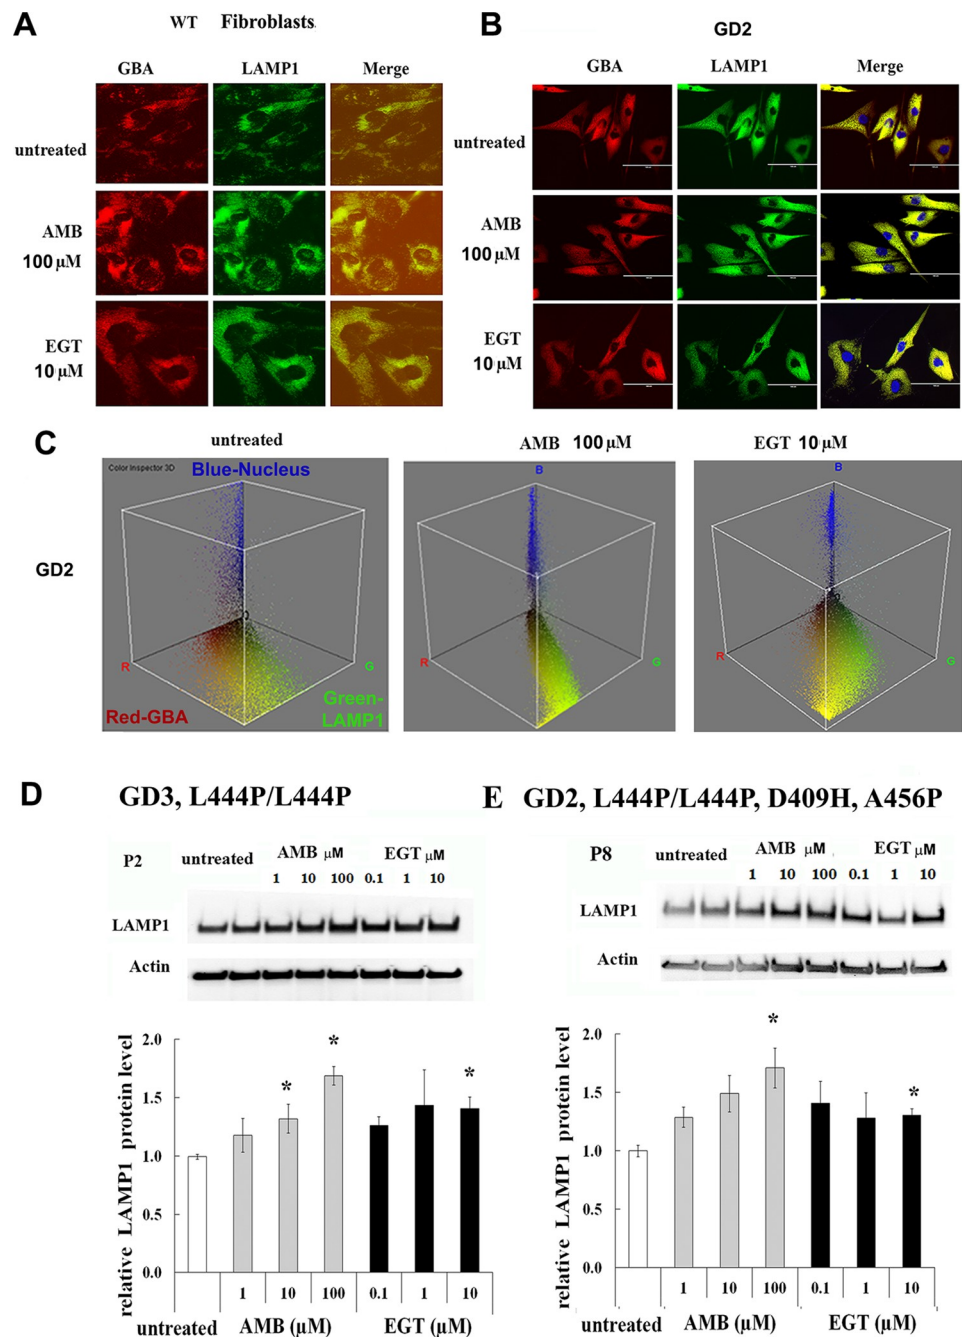 A
WT Fibroblasts
GBA LAMP1 Merge
untreated
AMB
100 µM
EGT
10 µM
B
GD2
GBA LAMP1 Merge
untreated
AMB
100 µM
EGT
10 µM
C
untreated AMB 100 µM EGT 10 µM
GD2
Color Inspector 3D
Blue-Nucleus
R G
Red-GBA
Green-
LAMP1
B
R G
B
R G
D GD3, L444P/L444P
P2 untreated AMB µM EGT µM
1 10 100 0.1 1 10
LAMP1
Actin
relative LAMP1 protein level
2.0
1.5
1.0
0.5
0.0
* * *
1 10 100 0.1 1 10
untreated AMB (µM) EGT (µM)
E GD2, L444P/L444P, D409H, A456P
P8 untreated AMB µM EGT µM
1 10 100 0.1 1 10
LAMP1
Actin
relative LAMP1 protein level
2.0
1.5
1.0
0.5
0.0
* *
1 10 100 0.1 1 10
untreated AMB (µM) EGT (µM)